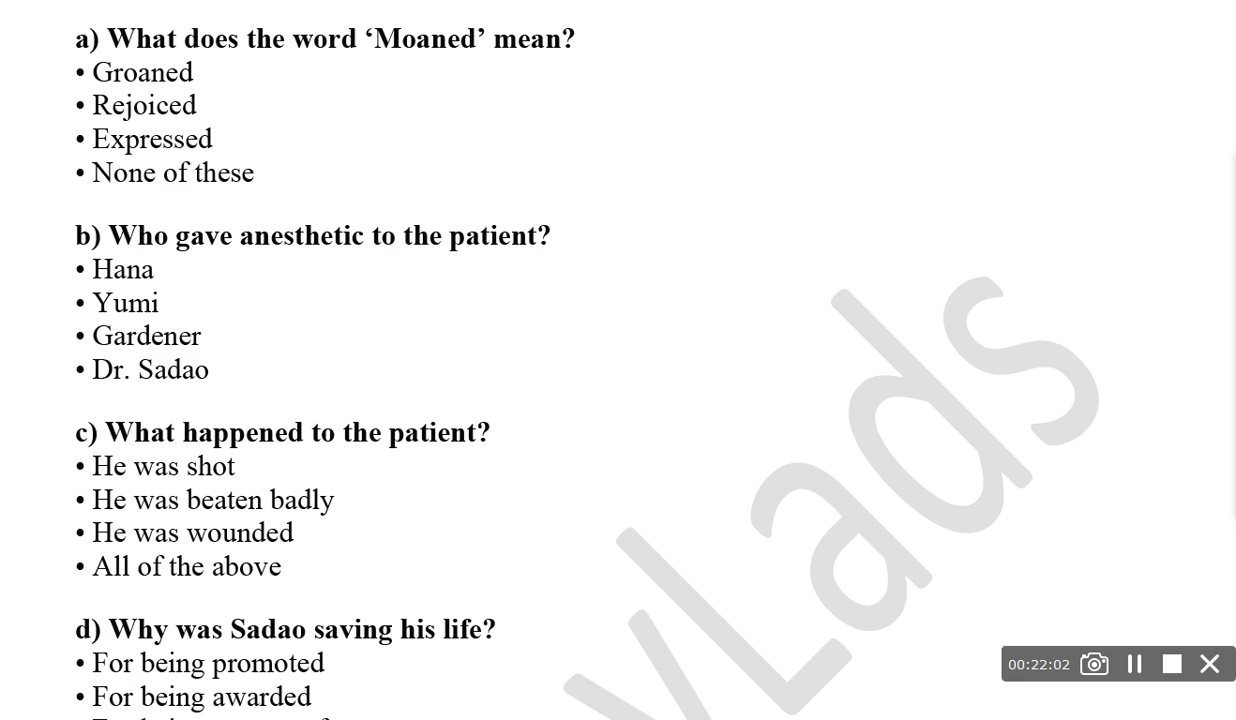 a) What does the word ‘Moaned’ mean?
• Groaned
• Rejoiced
• Expressed
• None of these
b) Who gave anesthetic to the patient?
• Hana
• Yumi
• Gardener
• Dr. Sadao
c) What happened to the patient?
• He was shot
• He was beaten badly
• He was wounded
• All of the above
d) Why was Sadao saving his life?
• For being promoted
• For being awarded
vLads
00:22:02